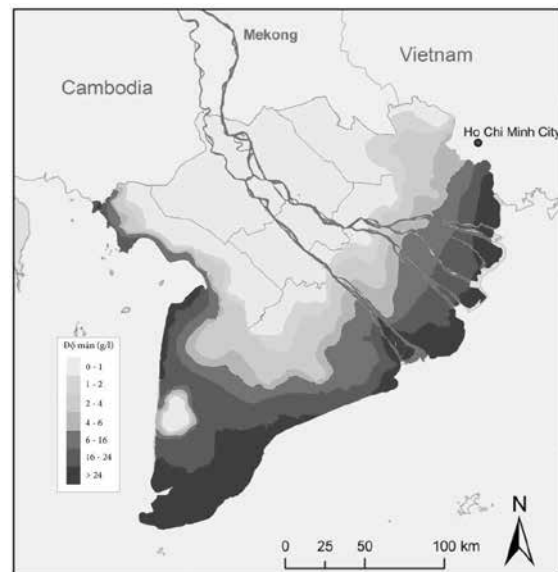 Mekong
Vietnam
Cambodia
Ho Chi Minh City
Độ mặn (g/l)
0 - 1
1 - 2
2 - 4
4 - 6
6 - 16
16 - 24
> 24
N
0 25 50 100 km